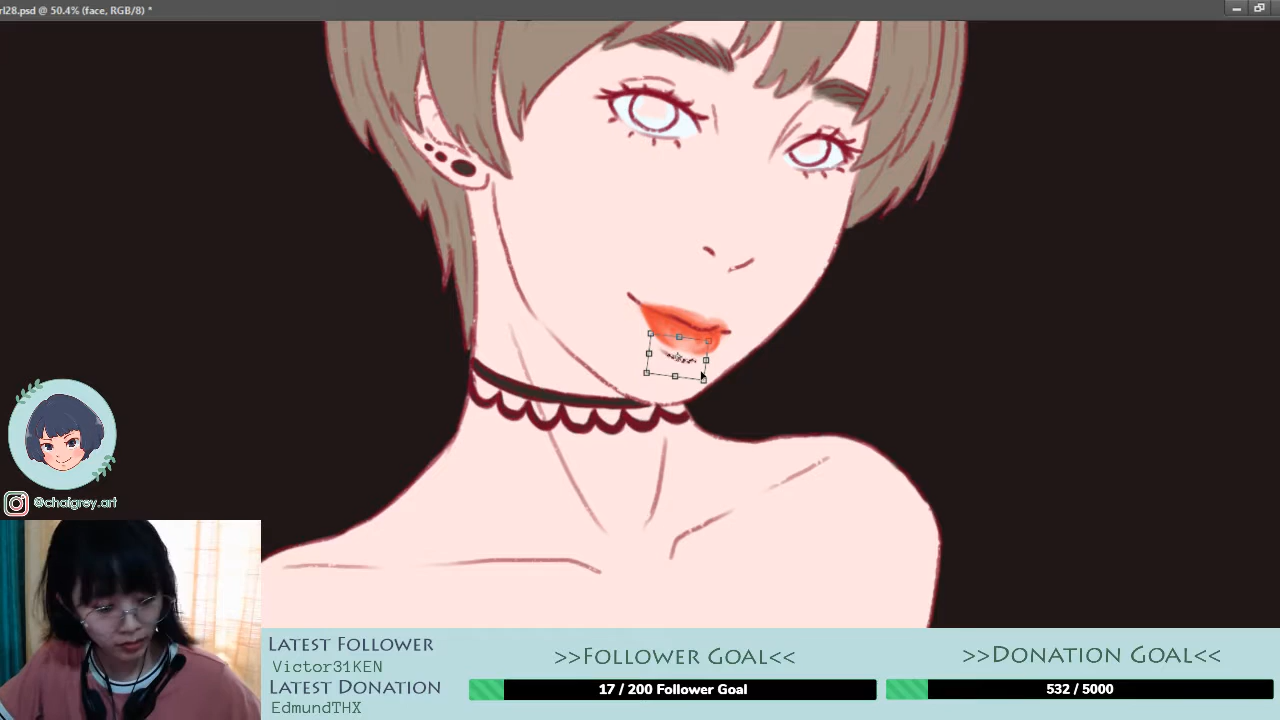 rl28.psd @ 50.4% (face, RGB/8) *
@chaigrey.art
LATEST FOLLOWER
Victor31KEN
LATEST DONATION
EdmundTHX
>>FOLLOWER GOAL<<
17 / 200 Follower Goal
>>DONATION GOAL<<
532 / 5000